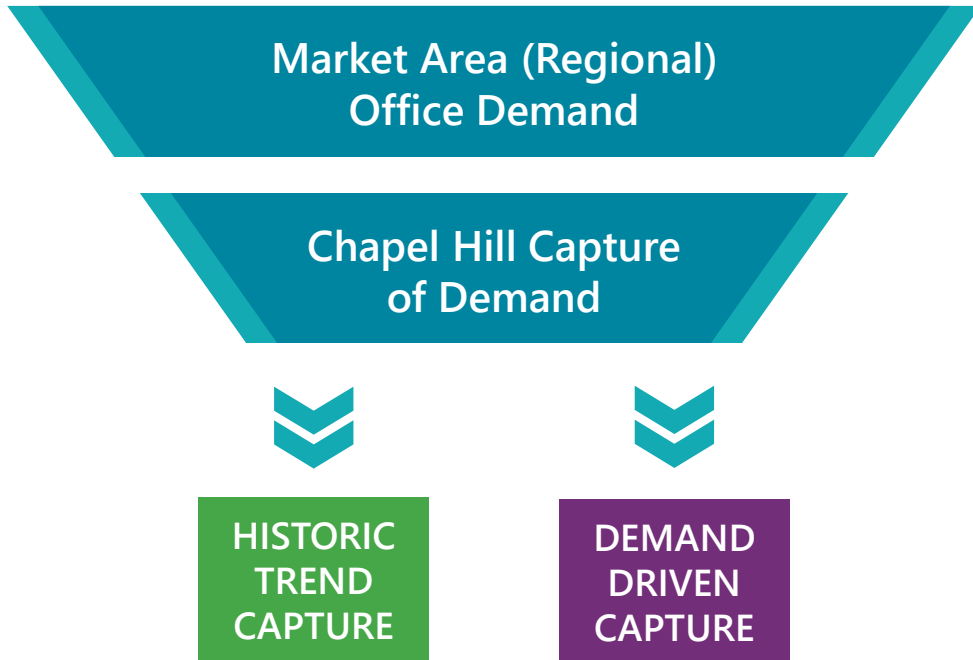 Market Area (Regional)
Office Demand
Chapel Hill Capture
of Demand
HISTORIC
TREND
CAPTURE
DEMAND
DRIVEN
CAPTURE